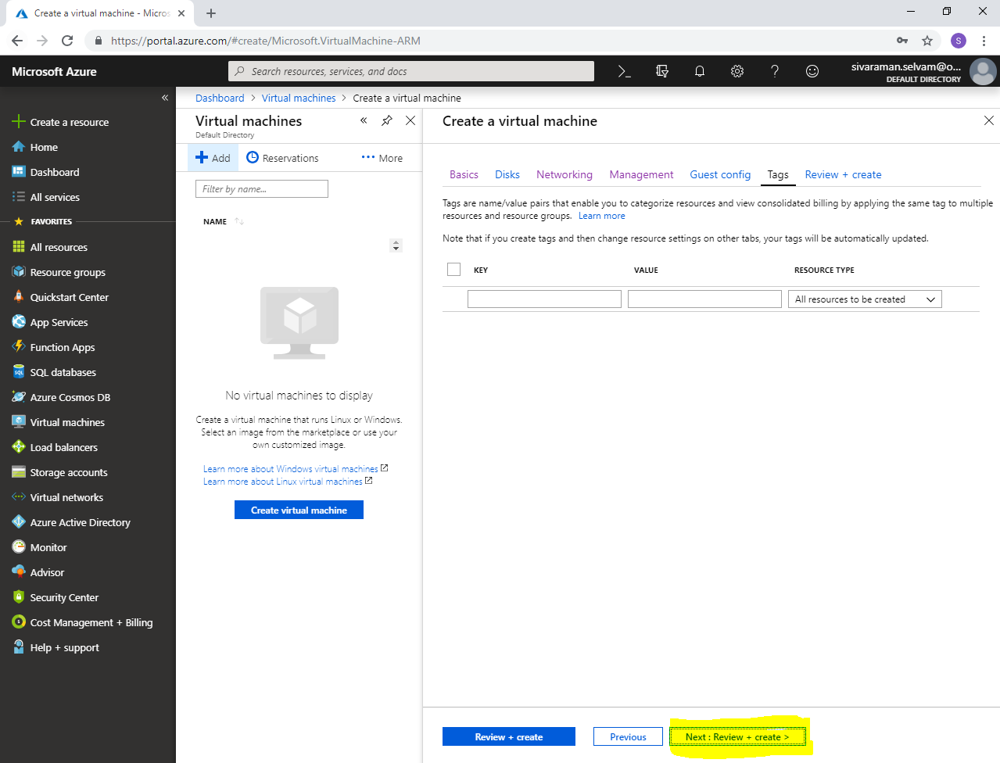 Create a virtual machine - Micros
https://portal.azure.com/#create/Microsoft.VirtualMachine-ARM
S
Microsoft Azure
Search resources, services, and docs
sivaraman.selvam@o...
DEFAULT DIRECTORY
Create a resource
Home
Dashboard
All services
FAVORITES
All resources
Resource groups
Quickstart Center
App Services
Function Apps
SQL
SQL databases
Azure Cosmos DB
Virtual machines
Load balancers
Storage accounts
Virtual networks
Azure Active Directory
Monitor
Advisor
Security Center
Cost Management + Billing
Help + support
Dashboard > Virtual machines > Create a virtual machine
Virtual machines
Default Directory
Add
Reservations
More
Filter by name...
NAME
No virtual machines to display
Create a virtual machine that runs Linux or Windows.
Select an image from the marketplace or use your
own customized image.
Learn more about Windows virtual machines
Learn more about Linux virtual machines
Create virtual machine
Create a virtual machine
Basics Disks Networking Management Guest config Tags Review + create
Tags are name/value pairs that enable you to categorize resources and view consolidated billing by applying the same tag to multiple
resources and resource groups. Learn more
Note that if you create tags and then change resource settings on other tabs, your tags will be automatically updated.
KEY VALUE RESOURCE TYPE
All resources to be created
Review + create Previous Next : Review + create >